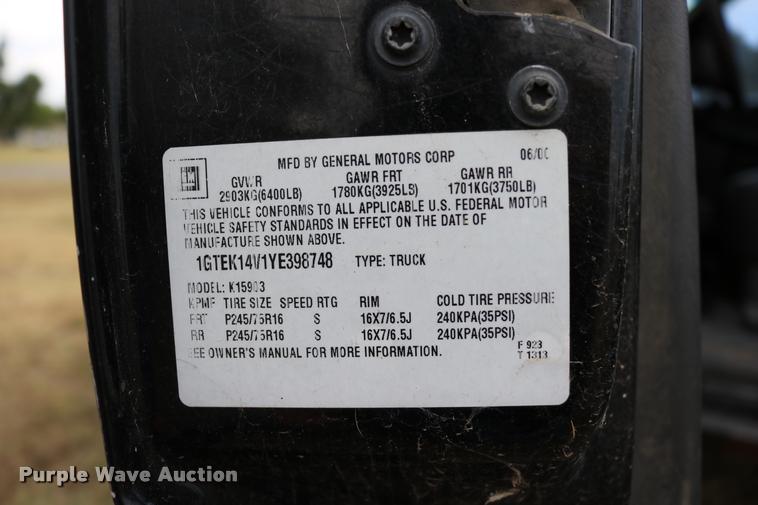 GM
MFD BY GENERAL MOTORS CORP 06/00
GVWR GAWR FRT GAWR RR
2903KG(6400LB) 1780KG(3925LB) 1701KG(3750LB)
THIS VEHICLE CONFORMS TO ALL APPLICABLE U.S. FEDERAL MOTOR
VEHICLE SAFETY STANDARDS IN EFFECT ON THE DATE OF
MANUFACTURE SHOWN ABOVE.
1GTEK14V1YE398748 TYPE: TRUCK
MODEL: K15903
TIRE SIZE SPEED RTG RIM COLD TIRE PRESSURE
FRT P245/75R16 S 16X7/6.5J 240KPA(35PSI)
RR P245/75R16 S 16X7/6.5J 240KPA(35PSI)
SEE OWNER'S MANUAL FOR MORE INFORMATION.
F 923
T 1313
Purple Wave Auction